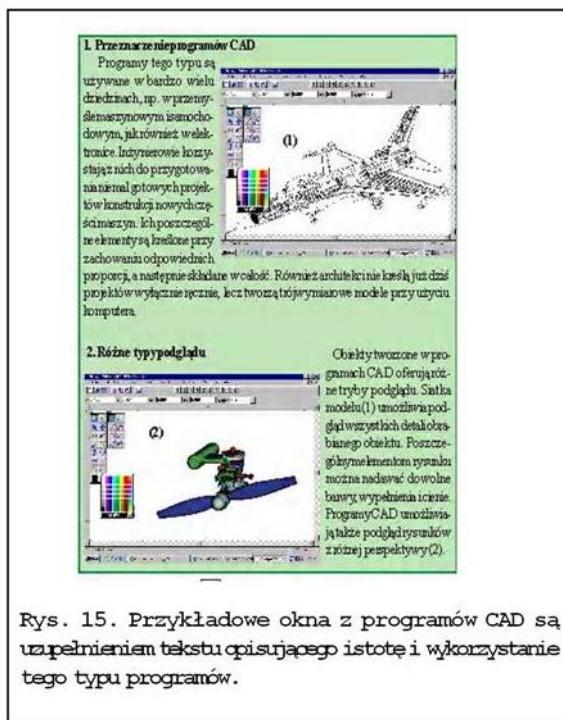 1. Przeznaczenie programów CAD
Programy tego typu są
używane w bardzo wielu
dziedzinach, np. w przemy-
śle maszynowym i samocho-
dowym, jak również w elek-
tronice. Inżynierowie korzy-
stają z nich do przygotowa-
nia niemal gotowych projek-
tów konstrukcji nowych czę-
ści maszyn. Ich poszczegól-
ne elementy są kreślone przy
zachowaniu odpowiednich
proporcji, a następnie składane w całość. Również architekci nie kreślą już dziś
projektów wyłącznie ręcznie, lecz tworzą trójwymiarowe modele przy użyciu
komputera.
(1)
2. Różne typy podglądu
(2)
Obiekty tworzone w pro-
gramach CAD oferują róż-
ne tryby podglądu. Siatka
modelu (1) umożliwia pod-
gląd wszystkich detali obra-
bianego obiektu. Poszcze-
gólnym elementom rysunku
można nadawać dowolne
barwy, wypełnienia i cienie.
Programy CAD umożliwia-
ją także podgląd rysunków
z różnej perspektywy (2).
Rys. 15. Przykładowe okna z programów CAD są
uzupełnieniem tekstu opisującego istotę i wykorzystanie
tego typu programów.